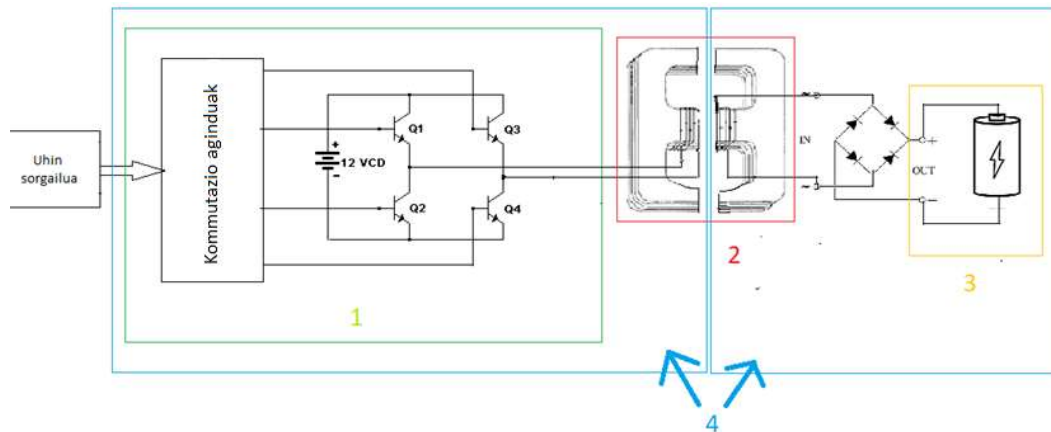 Uhin
sorgailua
Kommutazio aginduak
+
12 VCD
-
Q1
Q3
Q2
Q4
IN
+
OUT
-
1
2
3
4